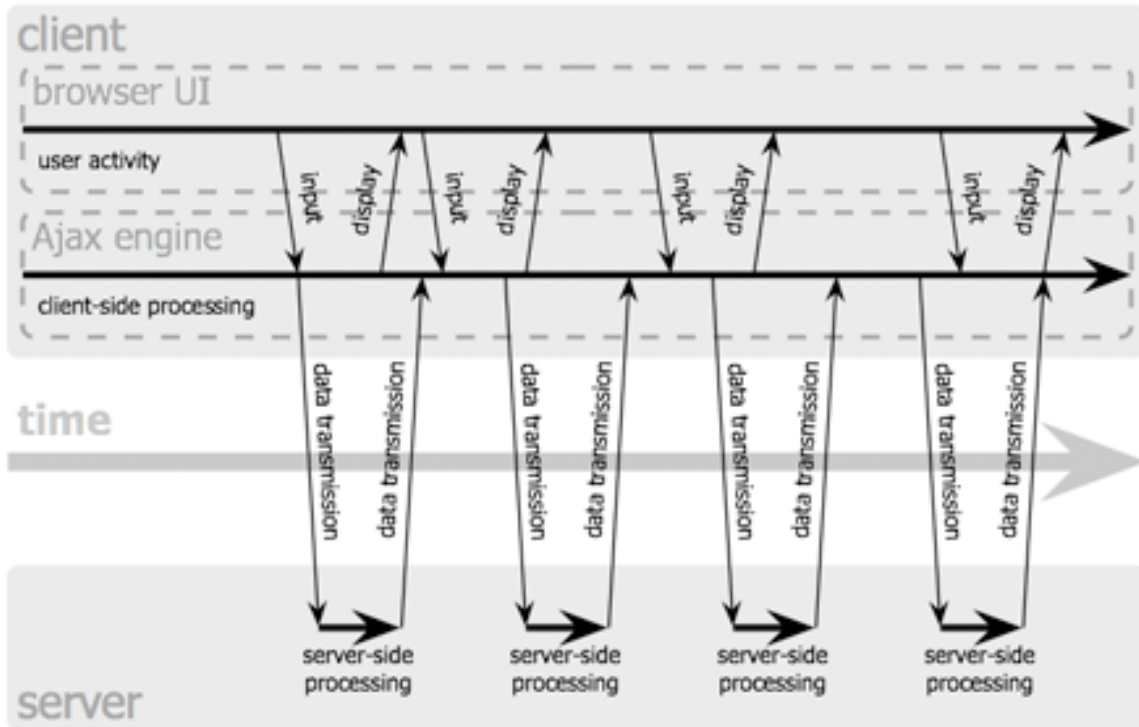 client
browser UI
user activity
input
display
input
display
input
display
input
display
Ajax engine
client-side processing
data transmission
data transmission
data transmission
data transmission
data transmission
data transmission
data transmission
data transmission
time
server-side
processing
server-side
processing
server-side
processing
server-side
processing
server